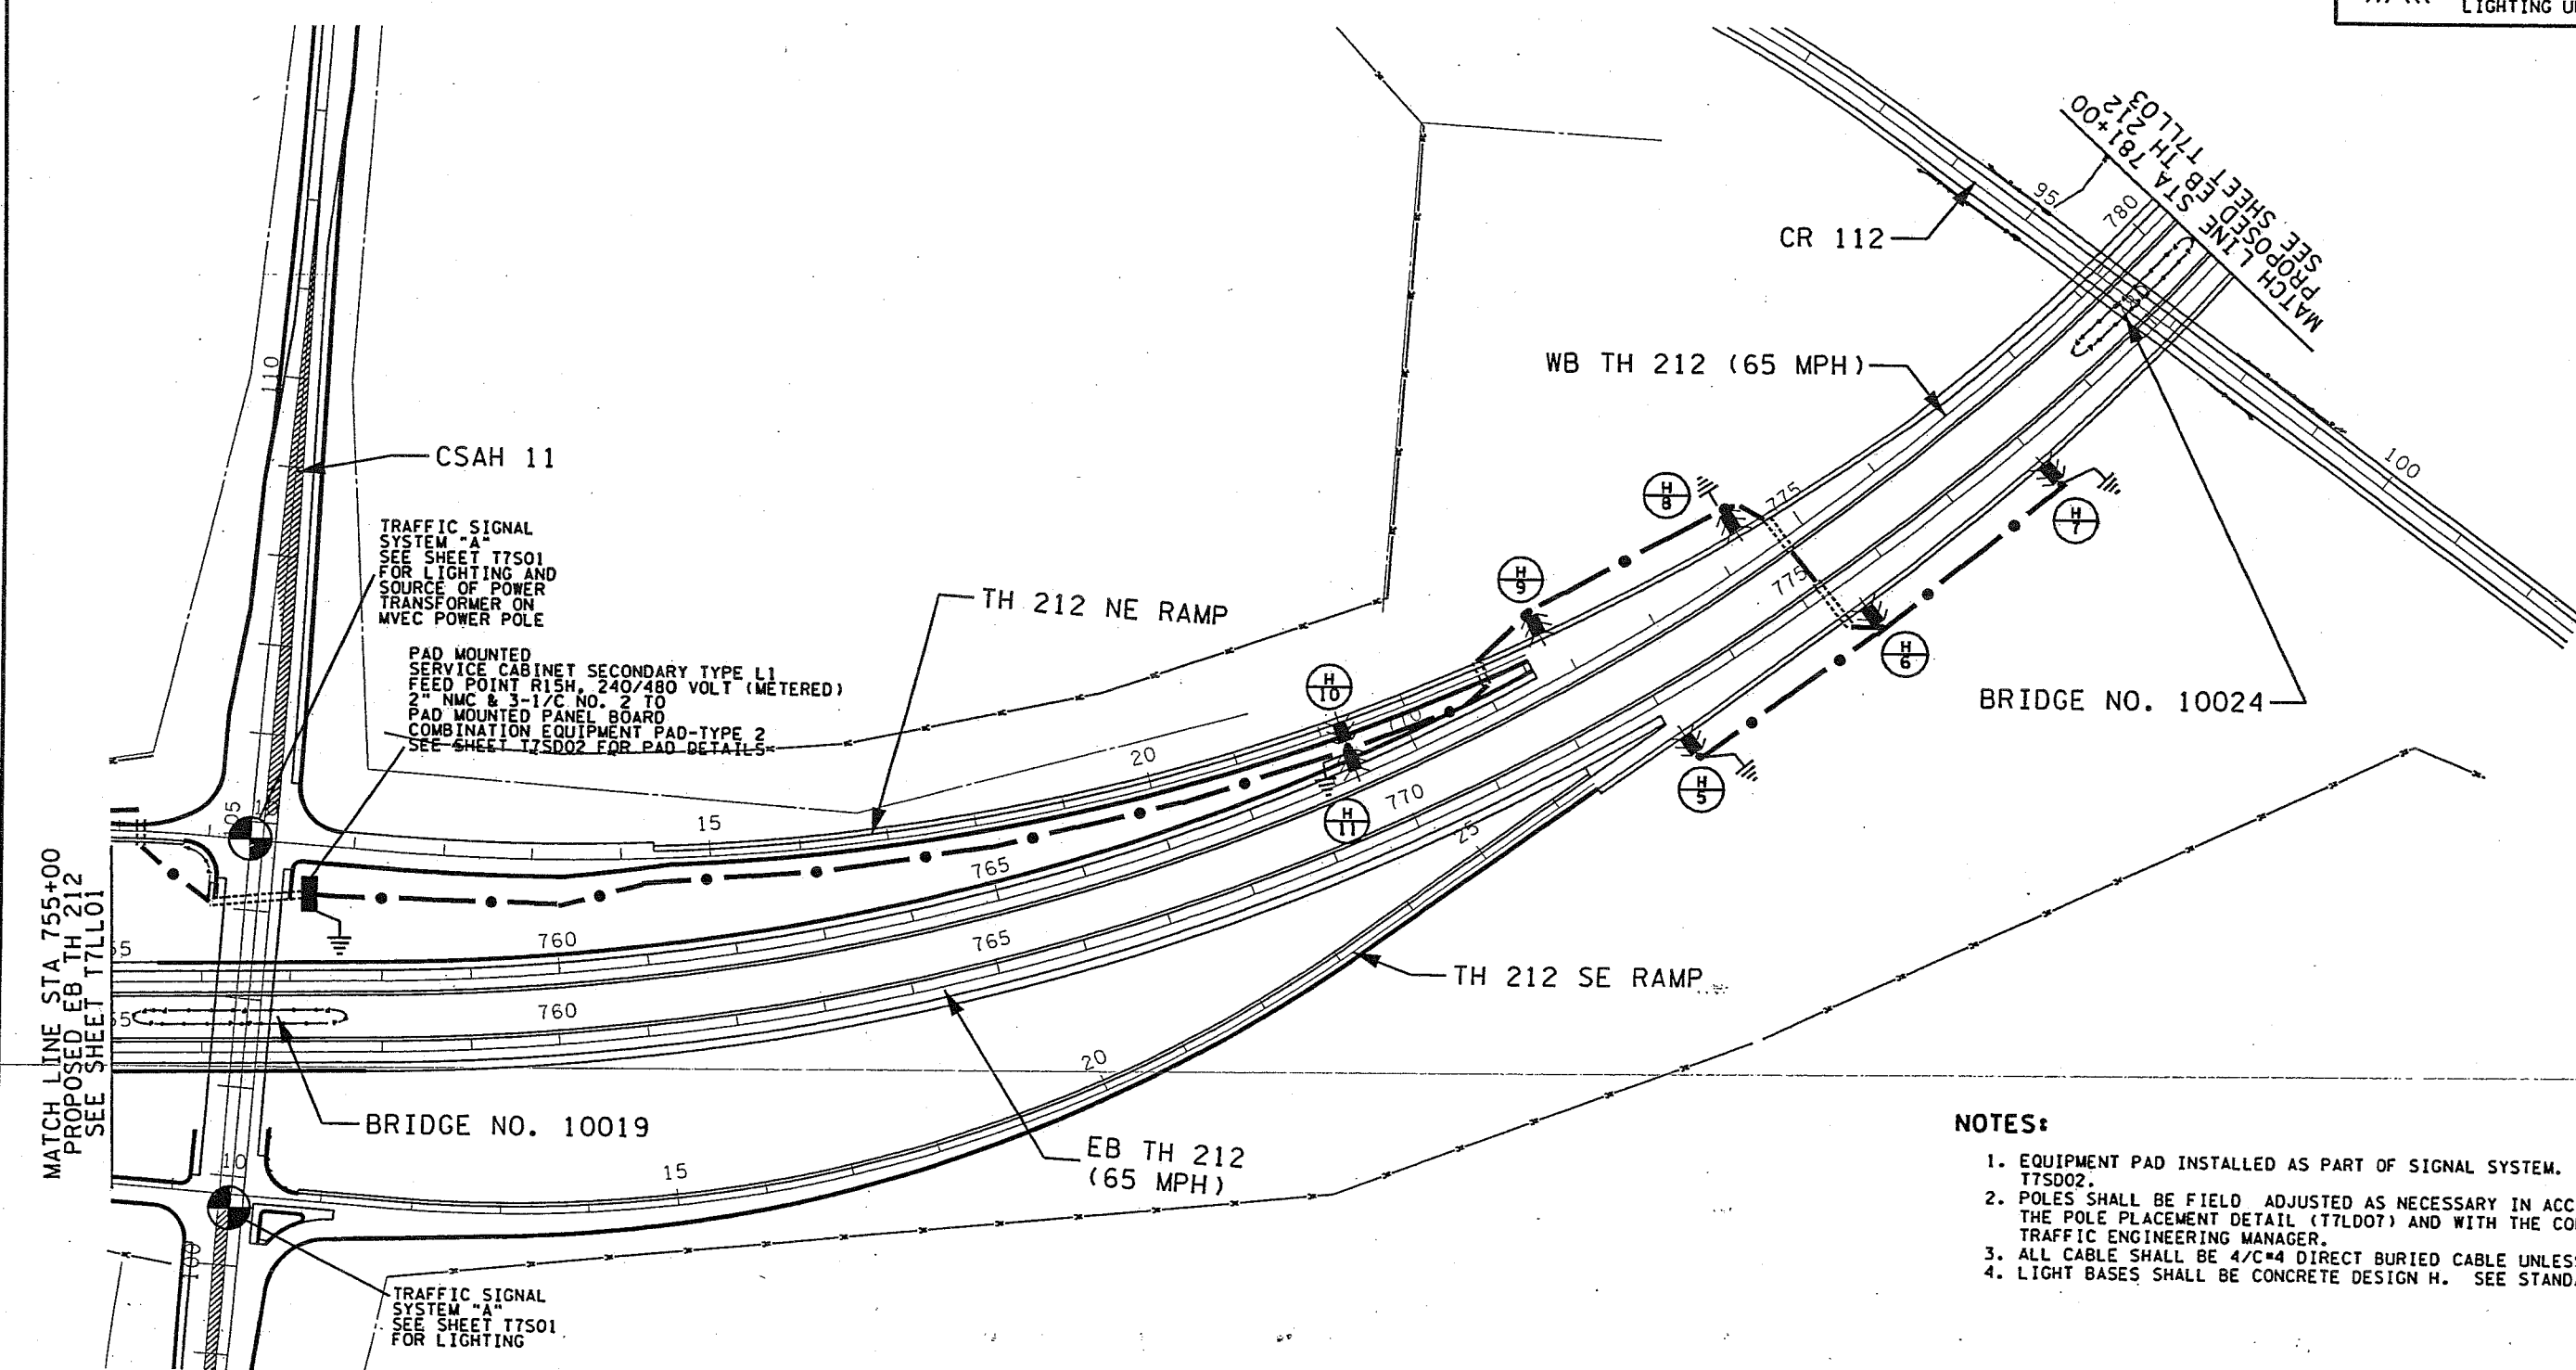 LIGHTING
MATCH LINE STA 781+00
PROPOSED EB TH 212
SEE SHEET T7LL03
CR 112
95
780
WB TH 212 (65 MPH)
110
CSAH 11
100
775
H
8
H
7
TRAFFIC SIGNAL
SYSTEM "A"
SEE SHEET T7S01
FOR LIGHTING AND
SOURCE OF POWER
TRANSFORMER ON
MVEC POWER POLE
H
9
775
TH 212 NE RAMP
H
6
PAD MOUNTED
SERVICE CABINET SECONDARY TYPE L1
FEED POINT R15H, 240/480 VOLT (METERED)
2" NMC & 3-1/C NO. 2 TO
PAD MOUNTED PANEL BOARD
COMBINATION EQUIPMENT PAD-TYPE 2
SEE SHEET T7SD02 FOR PAD DETAILS
H
10
BRIDGE NO. 10024
770
20
H
5
770
H
11
15
25
765
MATCH LINE STA 755+00
PROPOSED EB TH 212
SEE SHEET T7LL01
760
765
TH 212 SE RAMP
760
20
BRIDGE NO. 10019
EB TH 212
(65 MPH)
10
15
NOTES:
1. EQUIPMENT PAD INSTALLED AS PART OF SIGNAL SYSTEM.
T7SD02.
2. POLES SHALL BE FIELD ADJUSTED AS NECESSARY IN ACC
THE POLE PLACEMENT DETAIL (T7LD07) AND WITH THE
TRAFFIC ENGINEERING MANAGER.
3. ALL CABLE SHALL BE 4/C#4 DIRECT BURIED CABLE UNLES
4. LIGHT BASES SHALL BE CONCRETE DESIGN H. SEE STAND
TRAFFIC SIGNAL
SYSTEM "A"
SEE SHEET T7S01
FOR LIGHTING